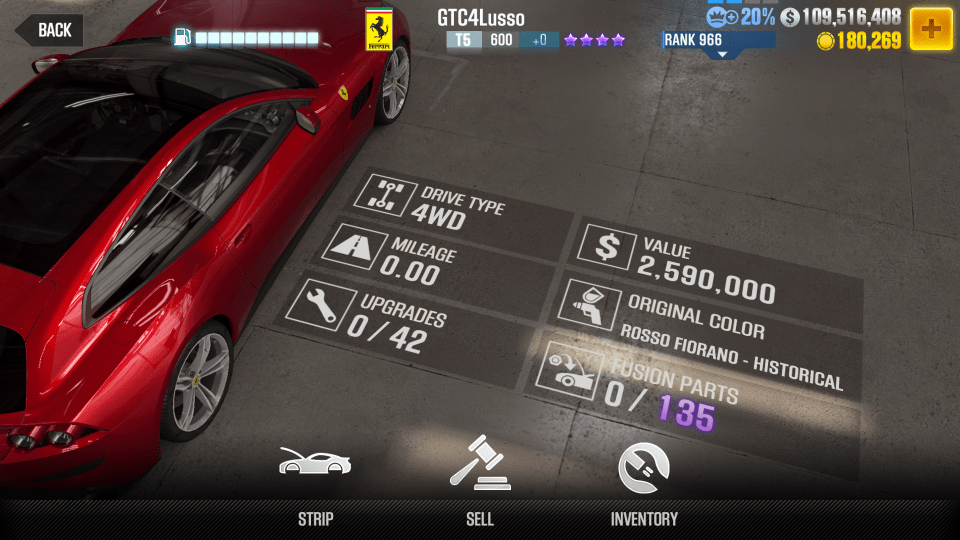 BACK
Ferrari
GTC4Lusso
T5 600 +0
20% $ 109,516,408
RANK 966
180,269
DRIVE TYPE
4WD
MILEAGE
0.00
UPGRADES
0 / 42
$ VALUE
2,590,000
ORIGINAL COLOR
ROSSO FIORANO - HISTORICAL
FUSION PARTS
0 / 135
STRIP
SELL
INVENTORY